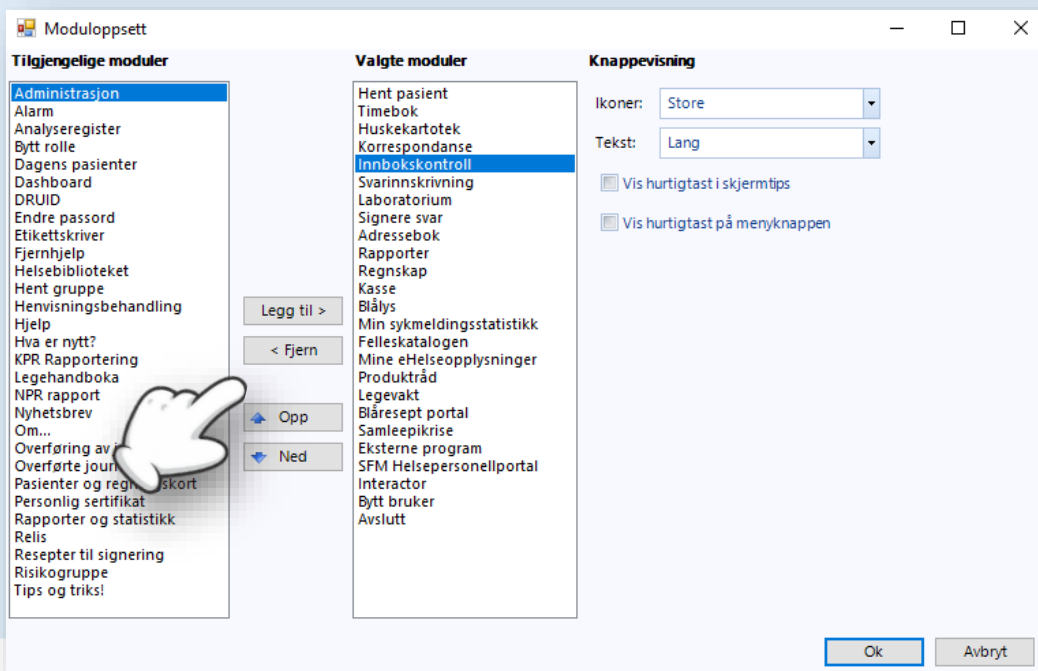 Moduloppsett
Tilgjengelige moduler
Administrasjon
Alarm
Analyseregister
Bytt rolle
Dagens pasienter
Dashboard
DRUID
Endre passord
Etikettskriver
Fjernhjelp
Helsebiblioteket
Hent gruppe
Henvisningsbehandling
Hjelp
Hva er nytt?
KPR Rapportering
Legehandboka
NPR rapport
Nyhetsbrev
Om...
Overføring av
Overførte
Pasienter og
Personlig sertifikat
Rapporter og statistikk
Relis
Resepter til signering
Risikogruppe
Tips og triks!
Legg til >
< Fjern
Opp
Ned
Valgte moduler
Hent pasient
Timebok
Huskekartotek
Korrespondanse
Innbokskontroll
Svarinnskrivning
Laboratorium
Signere svar
Adressebok
Rapporter
Regnskap
Kasse
Blålys
Min sykmeldingsstatistikk
Felleskatalogen
Mine eHelseopplysninger
Produktråd
Legevakt
Blåresept portal
Samleepikrise
Eksterne program
SFM Helsepersonellportal
Interactor
Bytt bruker
Avslutt
Knappevisning
Ikoner: Store
Tekst: Lang
Vis hurtigtast i skjermtips
Vis hurtigtast på menyknappen
Ok Avbryt